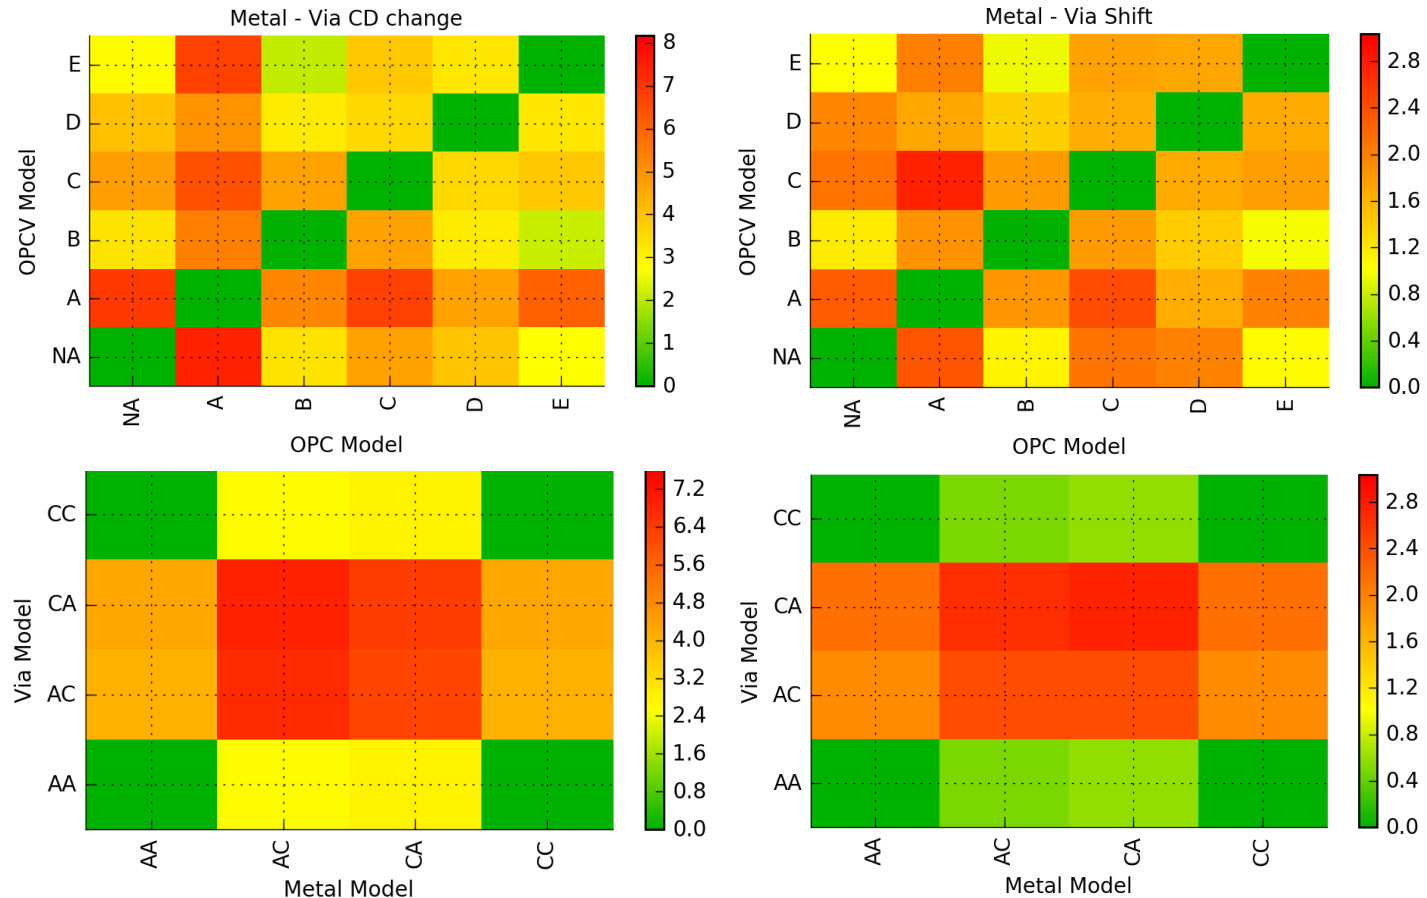 Metal - Via CD change
OPCV Model
E
D
C
B
A
NA
NA A B C D E
OPC Model
8
7
6
5
4
3
2
1
0
Metal - Via Shift
OPCV Model
E
D
C
B
A
NA
NA A B C D E
OPC Model
2.8
2.4
2.0
1.6
1.2
0.8
0.4
0.0
Via Model
CC
CA
AC
AA
AA AC CA CC
Metal Model
7.2
6.4
5.6
4.8
4.0
3.2
2.4
1.6
0.8
0.0
Via Model
CC
CA
AC
AA
AA AC CA CC
Metal Model
2.8
2.4
2.0
1.6
1.2
0.8
0.4
0.0